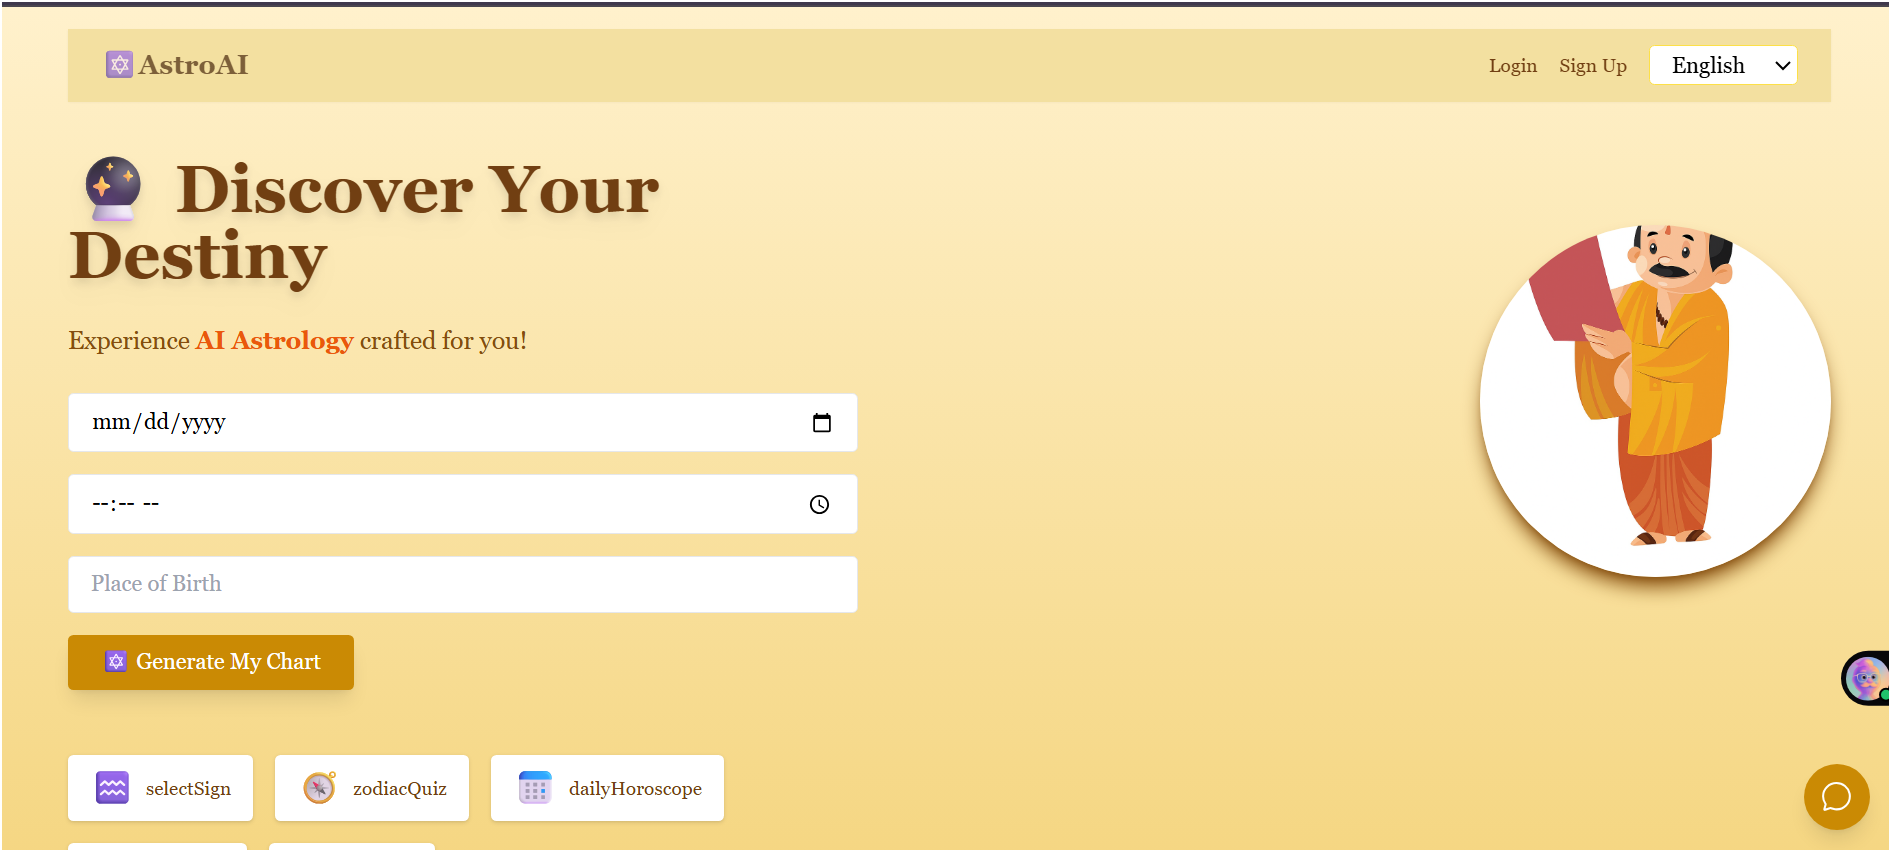 AstroAI
Login
Sign Up
English
Discover Your
Destiny
Experience AI Astrology crafted for you!
mm/dd/yyyy
--:-- --
Place of Birth
Generate My Chart
selectSign
zodiacQuiz
dailyHoroscope